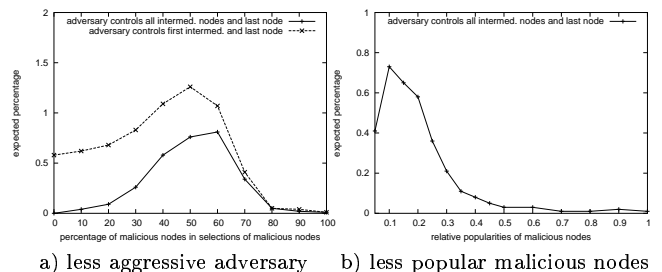 2
1.5
1
0.5
0
0 10 20 30 40 50 60 70 80 90 100
expected percentage
percentage of malicious nodes in selections of malicious nodes
adversary controls all intermed. nodes and last node
adversary controls first intermed. and last node
a) less aggressive adversary
1
0.8
0.6
0.4
0.2
0
0.1 0.2 0.3 0.4 0.5 0.6 0.7 0.8 0.9 1
expected percentage
relative popularities of malicious nodes
adversary controls all intermed. nodes and last node
b) less popular malicious nodes